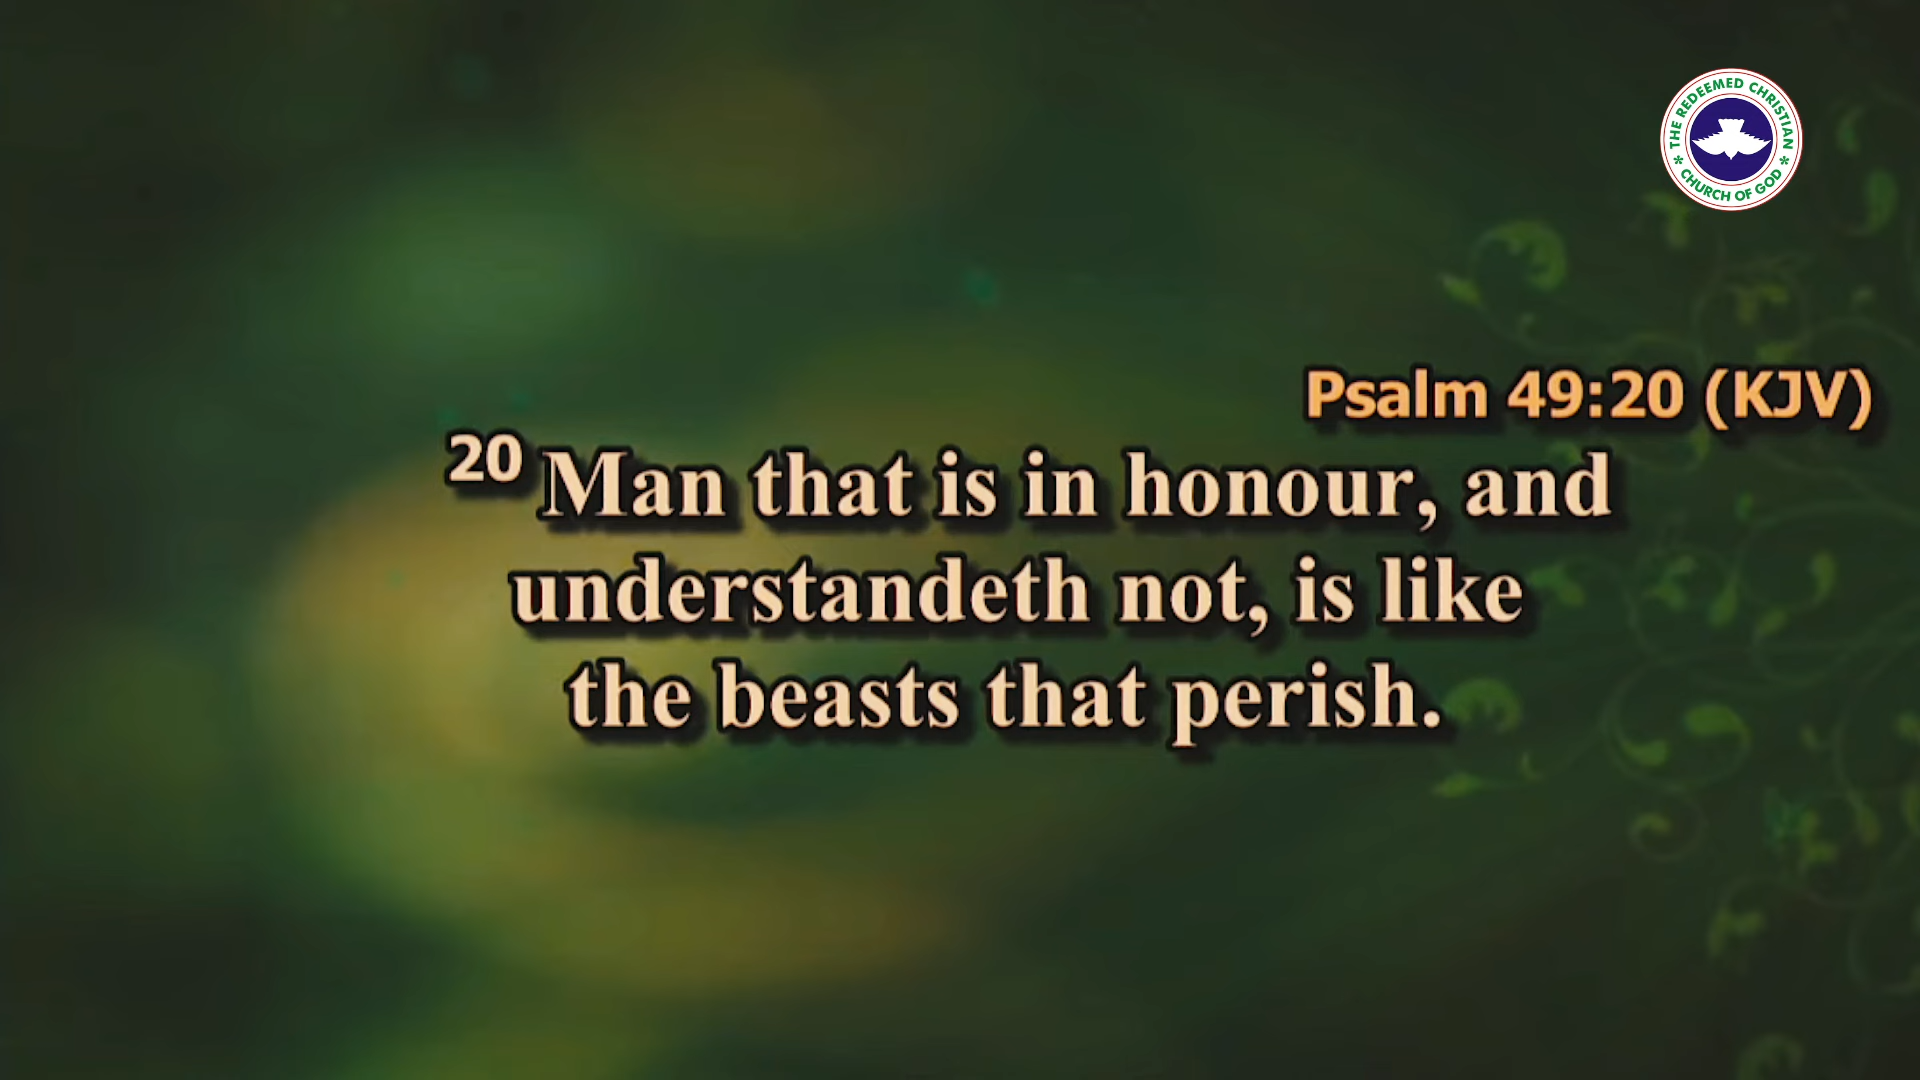 THE REDEEMED CHRISTIAN
CHURCH OF GOD
Psalm 49:20 (KJV)
20 Man that is in honour, and
understandeth not, is like
the beasts that perish.